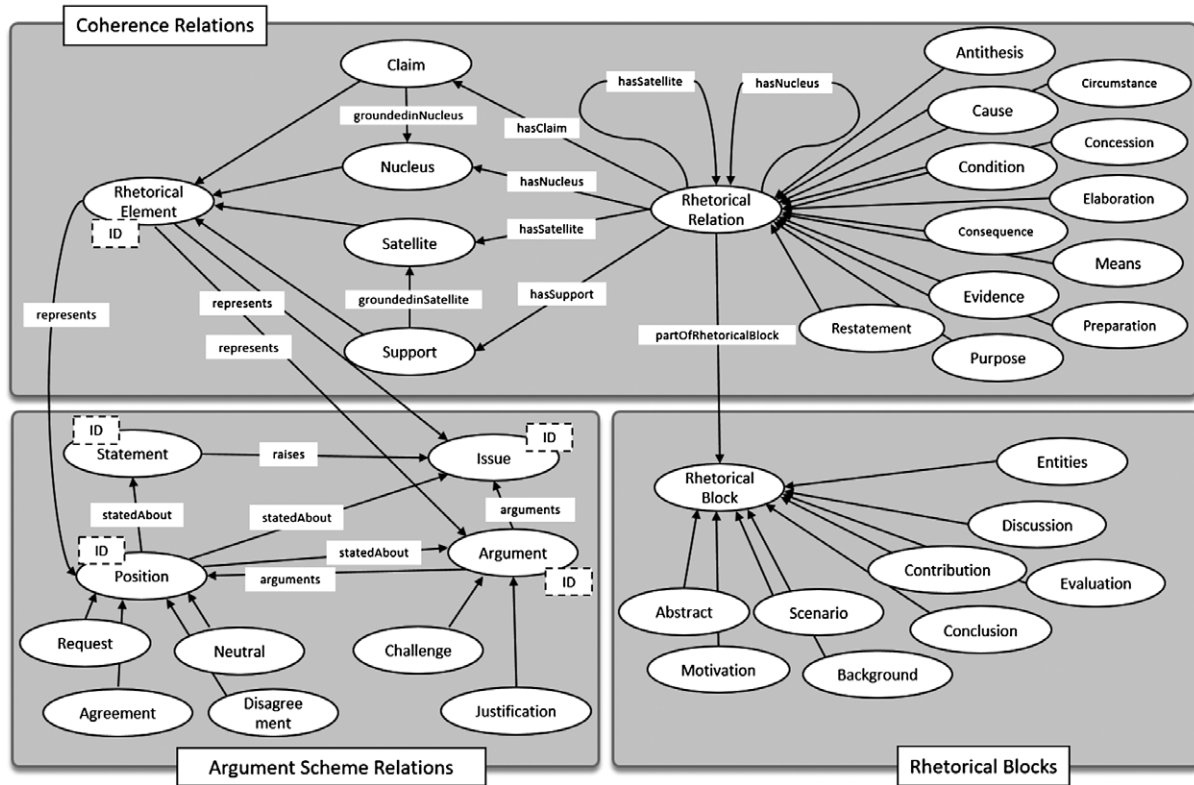 Coherence Relations
Claim
groundedinNucleus
Nucleus
Rhetorical
Element
ID
Satellite
groundedinSatellite
Support
hasClaim
hasNucleus
hasSatellite
hasSupport
hasSatellite
hasNucleus
Rhetorical
Relation
partOfRhetoricalBlock
Antithesis
Circumstance
Cause
Concession
Condition
Elaboration
Consequence
Means
Evidence
Preparation
Restatement
Purpose
represents
represents
represents
ID
Statement
raises
Issue
ID
statedAbout
statedAbout
arguments
ID
Position
statedAbout
arguments
Argument
ID
Request
Neutral
Challenge
Agreement
Disagree
ment
Justification
Argument Scheme Relations
Rhetorical
Block
Entities
Discussion
Contribution
Evaluation
Abstract
Scenario
Conclusion
Motivation
Background
Rhetorical Blocks